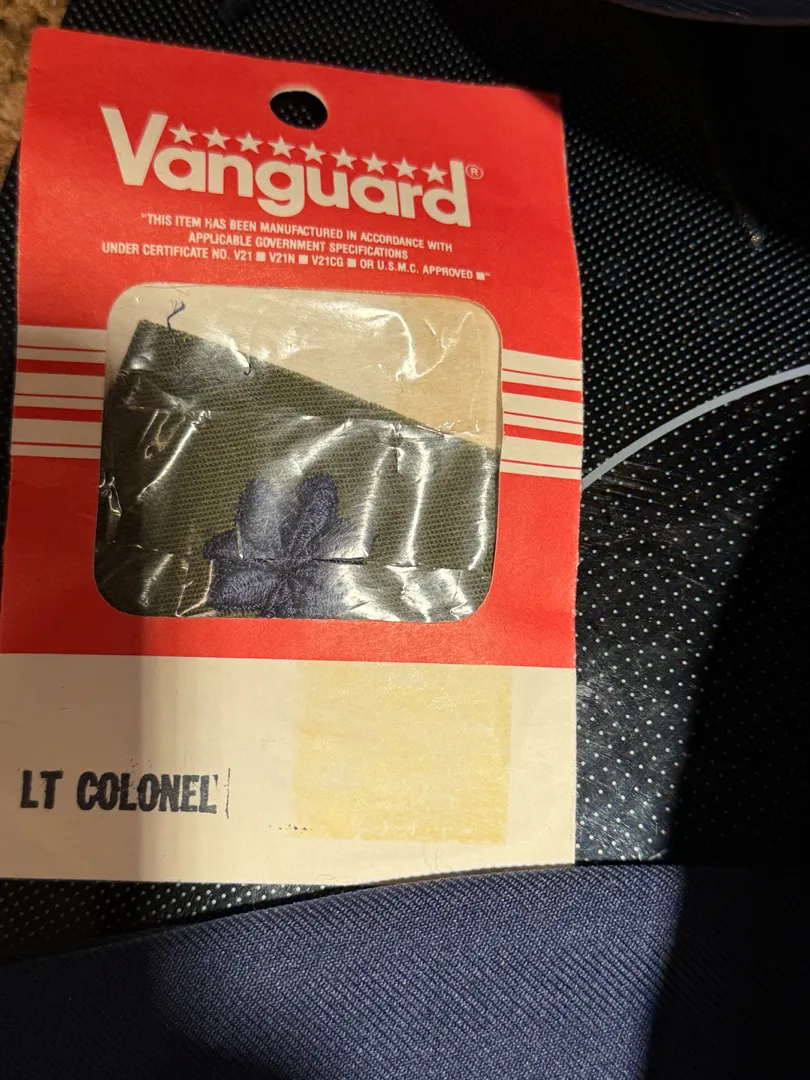 Vanguard®
"THIS ITEM HAS BEEN MANUFACTURED IN ACCORDANCE WITH
APPLICABLE GOVERNMENT SPECIFICATIONS
UNDER CERTIFICATE NO. V21 ■ V21N ■ V21CG ■ OR U.S.M.C. APPROVED ■"
LT COLONEL